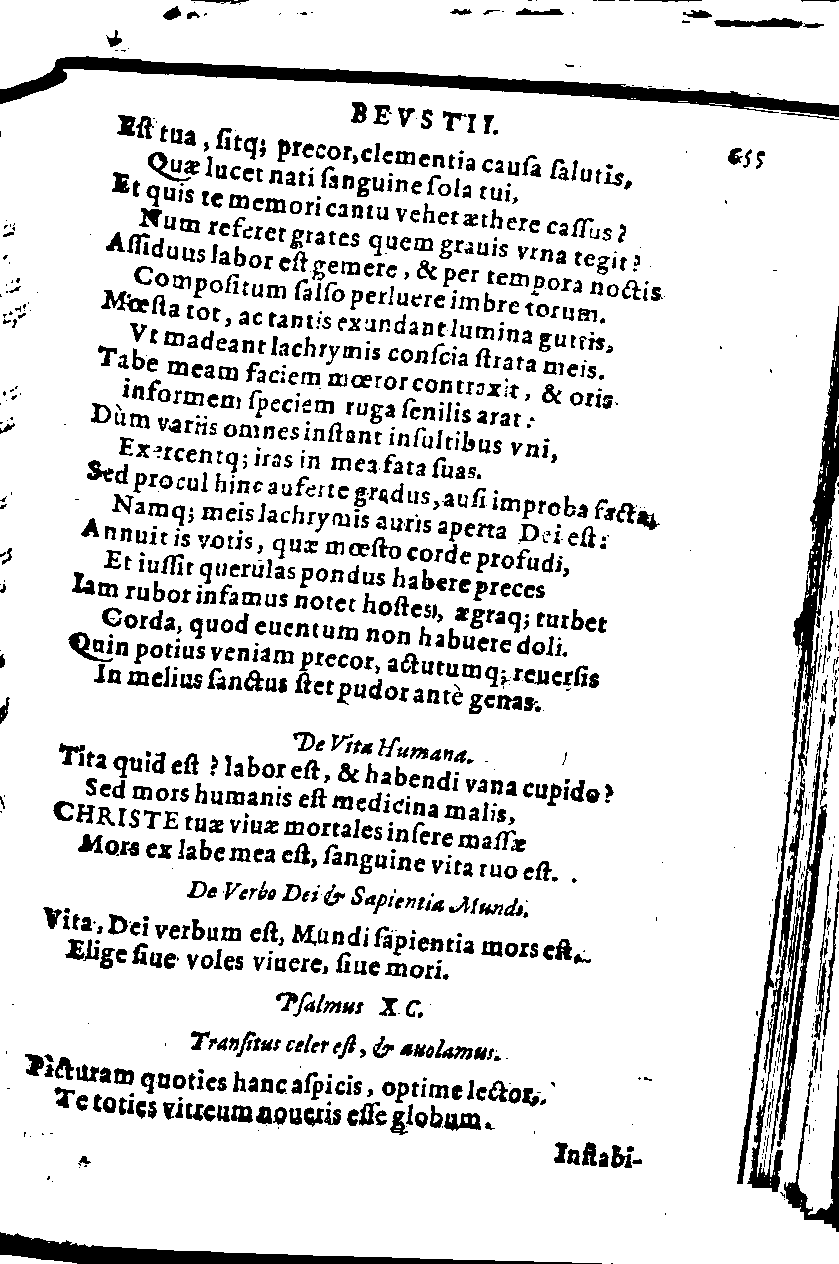 BEVSTII.
655
Eſt tua, ſitq; precor, clementia cauſa ſalutis,
Quæ lucet nati ſanguine ſola tui,
Et quis te memori cantu vehet æthere caſſus?
Num referet grates quem grauis vrna tegit?
Aſſiduus labor eſt gemere, & per tempora noctis
Compoſitum ſalſo perluere imbre torum.
Mœſta tot, ac tantis exundant lumina guttis,
Vt madeant lachrymis conſcia ſtrata meis.
Tabe meam faciem mœror contraxit, & oris
informem ſpeciem ruga ſenilis arat:
Dùm variis omnes inſtant inſultibus vni,
Exercentq; iras in mea fata ſuas.
Sed procul hinc auferte gradus, auſi improba facta,
Namq; meis lachrymis auris aperta Dei eſt:
Annuit is votis, quæ mœſto corde profudi,
Et iuſſit querulas pondus habere preces
Iam rubor infamus notet hoſtes, ægraq; turbet
Corda, quod euentum non habuere doli.
Quin potius veniam precor, actutumq; reuerſis
In melius ſanctus ſtet pudor antè genas.
De Vita Humana.
Tita quid eſt? labor eſt, & habendi vana cupido?
Sed mors humanis eſt medicina malis,
CHRISTE tuæ viuæ mortales inſere maſſæ
Mors ex labe mea eſt, ſanguine vita tuo eſt.
De Verbo Dei & Sapientia Mundi.
Vita, Dei verbum eſt, Mundi ſapientia mors eſt,
Elige ſiue voles viuere, ſiue mori.
Pſalmus XC.
Tranſitus celer eſt, & auolamus.
Picturam quoties hanc aſpicis, optime lector,
Te toties vitreum noueris eſſe globum.
Inſtabi-